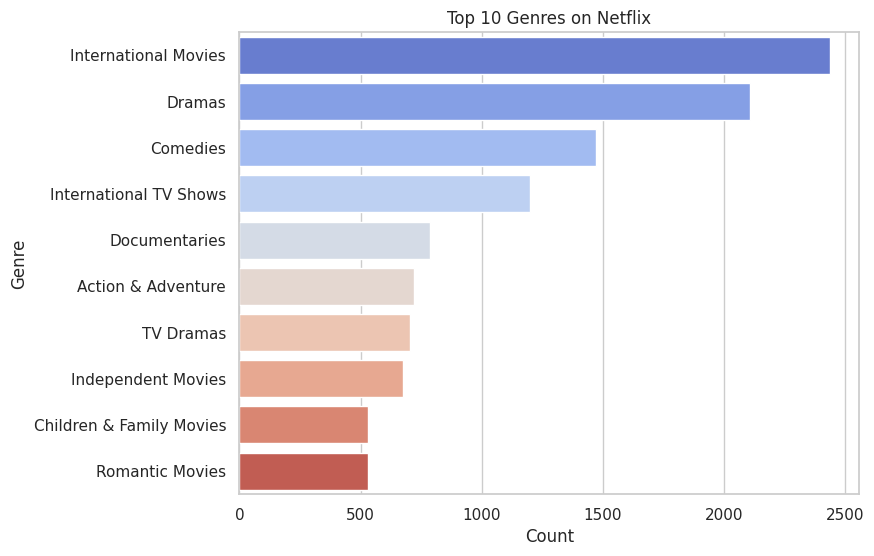 Top 10 Genres on Netflix
International Movies
Dramas
Comedies
International TV Shows
Documentaries
Action & Adventure
TV Dramas
Independent Movies
Children & Family Movies
Romantic Movies
Genre
0 500 1000 1500 2000 2500
Count